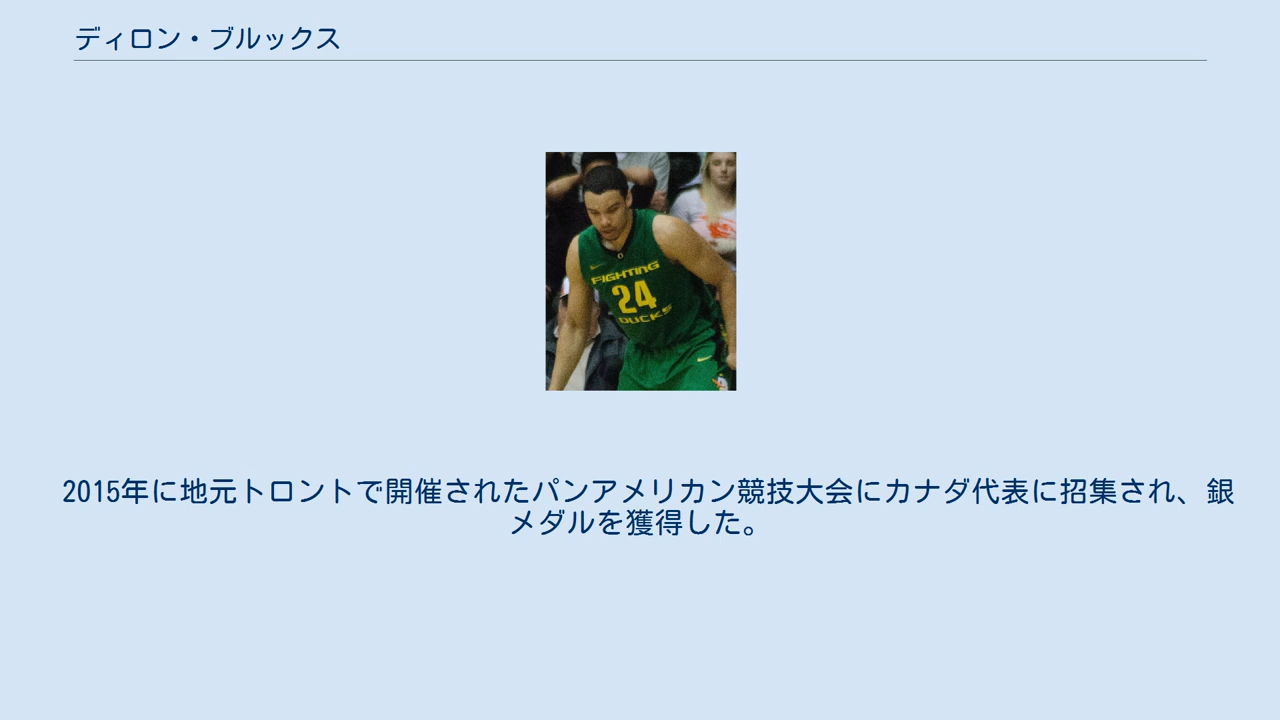 ディロン・ブルックス
FIGHTING
24
DUCKS
2015年に地元トロントで開催されたパンアメリカン競技大会にカナダ代表に招集され、銀
メダルを獲得した。